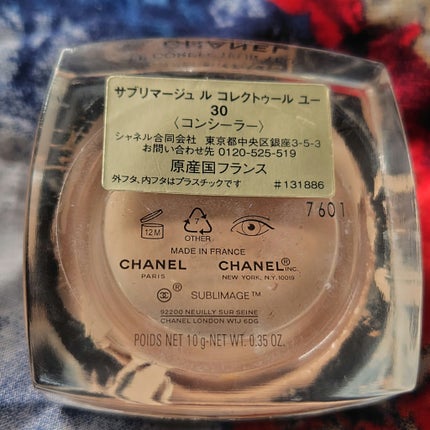 CHANEL
サブリマージュ ル コレクトゥール ユー
30
〈コンシーラー〉
シャネル合同会社 東京都中央区銀座3-5-3
お問い合わせ先 0120-525-519
原産国フランス
外フタ、内フタはプラスチックです #131886
7601
12M
7
OTHER
MADE IN FRANCE
CHANEL CHANEL® INC.
PARIS NEW YORK, N.Y. 10019
® SUBLIMAGE™
92200 NEUILLY SUR SEINE
CHANEL LONDON W1J 6DG
POIDS NET 10 g-NET WT. 0.35 OZ.